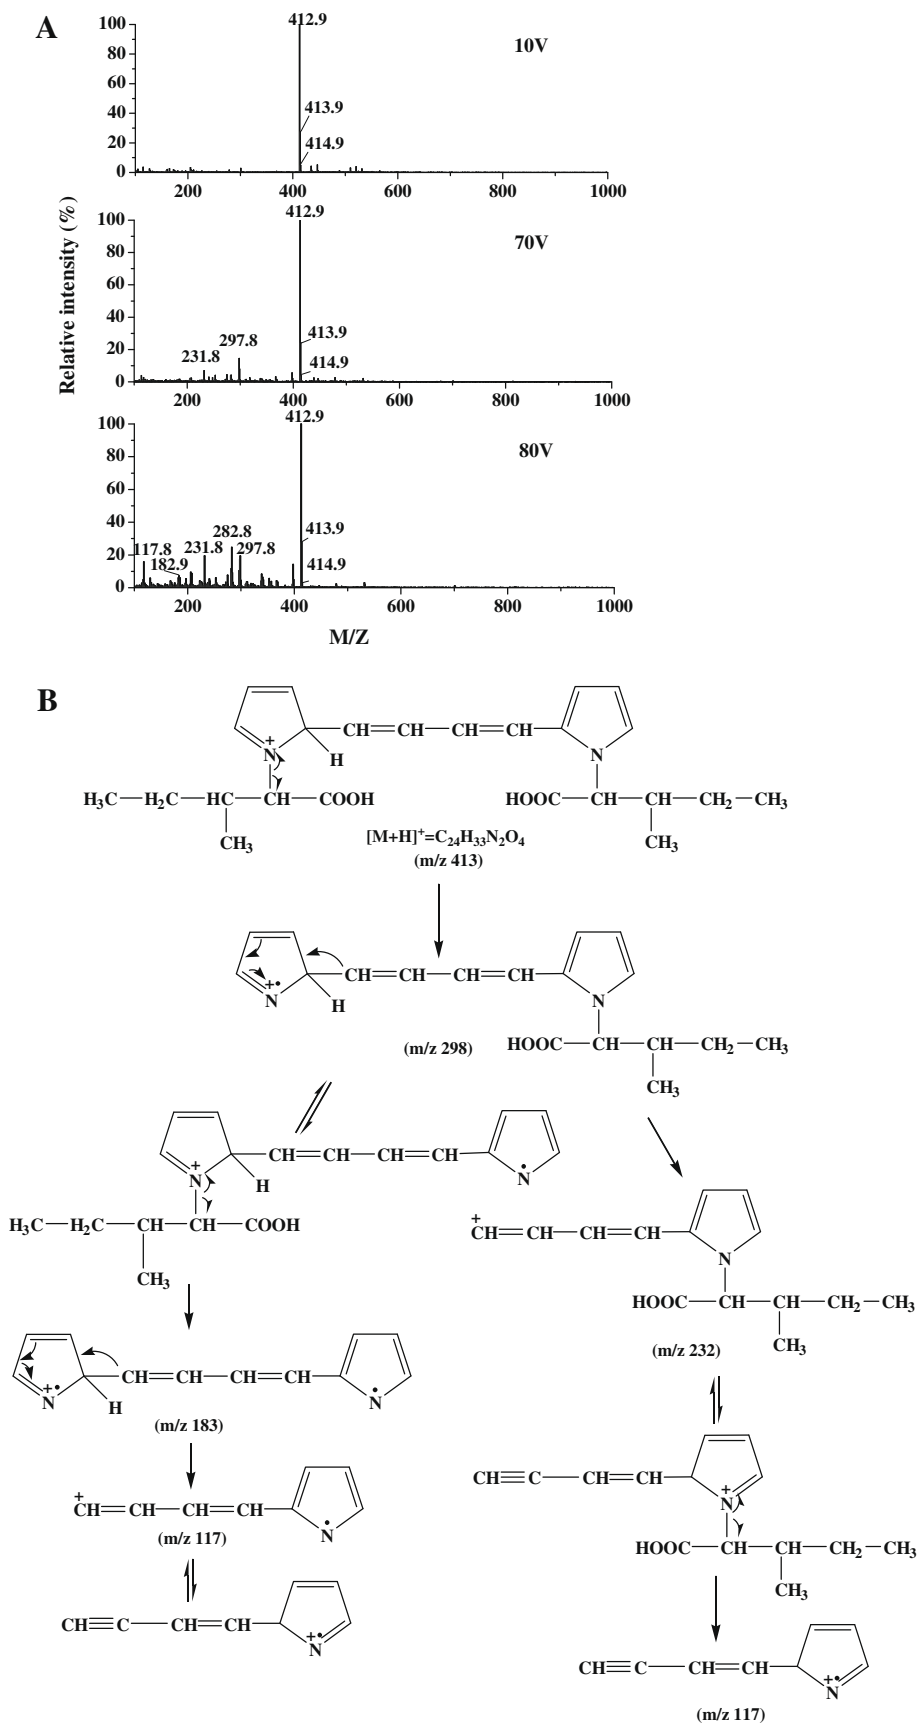 A
100
80
60
40
20
0
412.9
413.9
414.9
10V
200
400
600
800
1000
Relative intensity (%)
100
80
60
40
20
0
412.9
413.9
414.9
297.8
231.8
70V
200
400
600
800
1000
100
80
60
40
20
0
412.9
413.9
414.9
282.8
297.8
231.8
117.8
182.9
80V
200
400
600
800
1000
M/Z
B
CH=CH—CH=CH
+
N
H
N
H₃C—H₂C—HC—CH—COOH
HOOC—CH—CH—CH₂—CH₃
CH₃
CH₃
[M+H]⁺=C₂₄H₃₃N₂O₄
(m/z 413)
CH=CH—CH=CH
+•
N
H
N
(m/z 298)
HOOC—CH—CH—CH₂—CH₃
CH₃
CH=CH—CH=CH
+
N
H
•
N
H₃C—H₂C—CH—CH—COOH
CH₃
+
CH=CH—CH=CH
N
HOOC—CH—CH—CH₂—CH₃
CH₃
(m/z 232)
CH=CH—CH=CH
+•
N
H
•
N
(m/z 183)
CH≡C—CH=CH
+
N
HOOC—CH—CH—CH₂—CH₃
CH₃
+
CH=CH—CH=CH
•
N
(m/z 117)
CH≡C—CH=CH
+•
N
CH≡C—CH=CH
+•
N
(m/z 117)